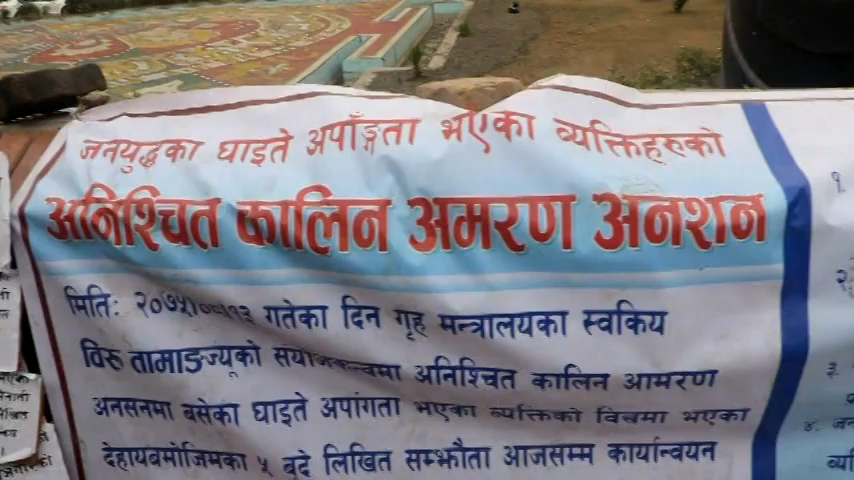 जनयुद्धका घाइते अपाँङ्गता भएका व्यक्तिहरुको
अनिश्चित कालिन अमरण अनशन
मिति: गतेका दिन गृह मन्त्रालयका स्वकिय
विरु तामाङज्यूको अनिश्चित कालिन आमरण
अनसनमा बसेका घाइते अपांगता भएका व्यक्तिको विचमा भएका
देहायबमोजिमका ५ बुदे लिखित सम्झौता आजसम्म कार्यान्वयन